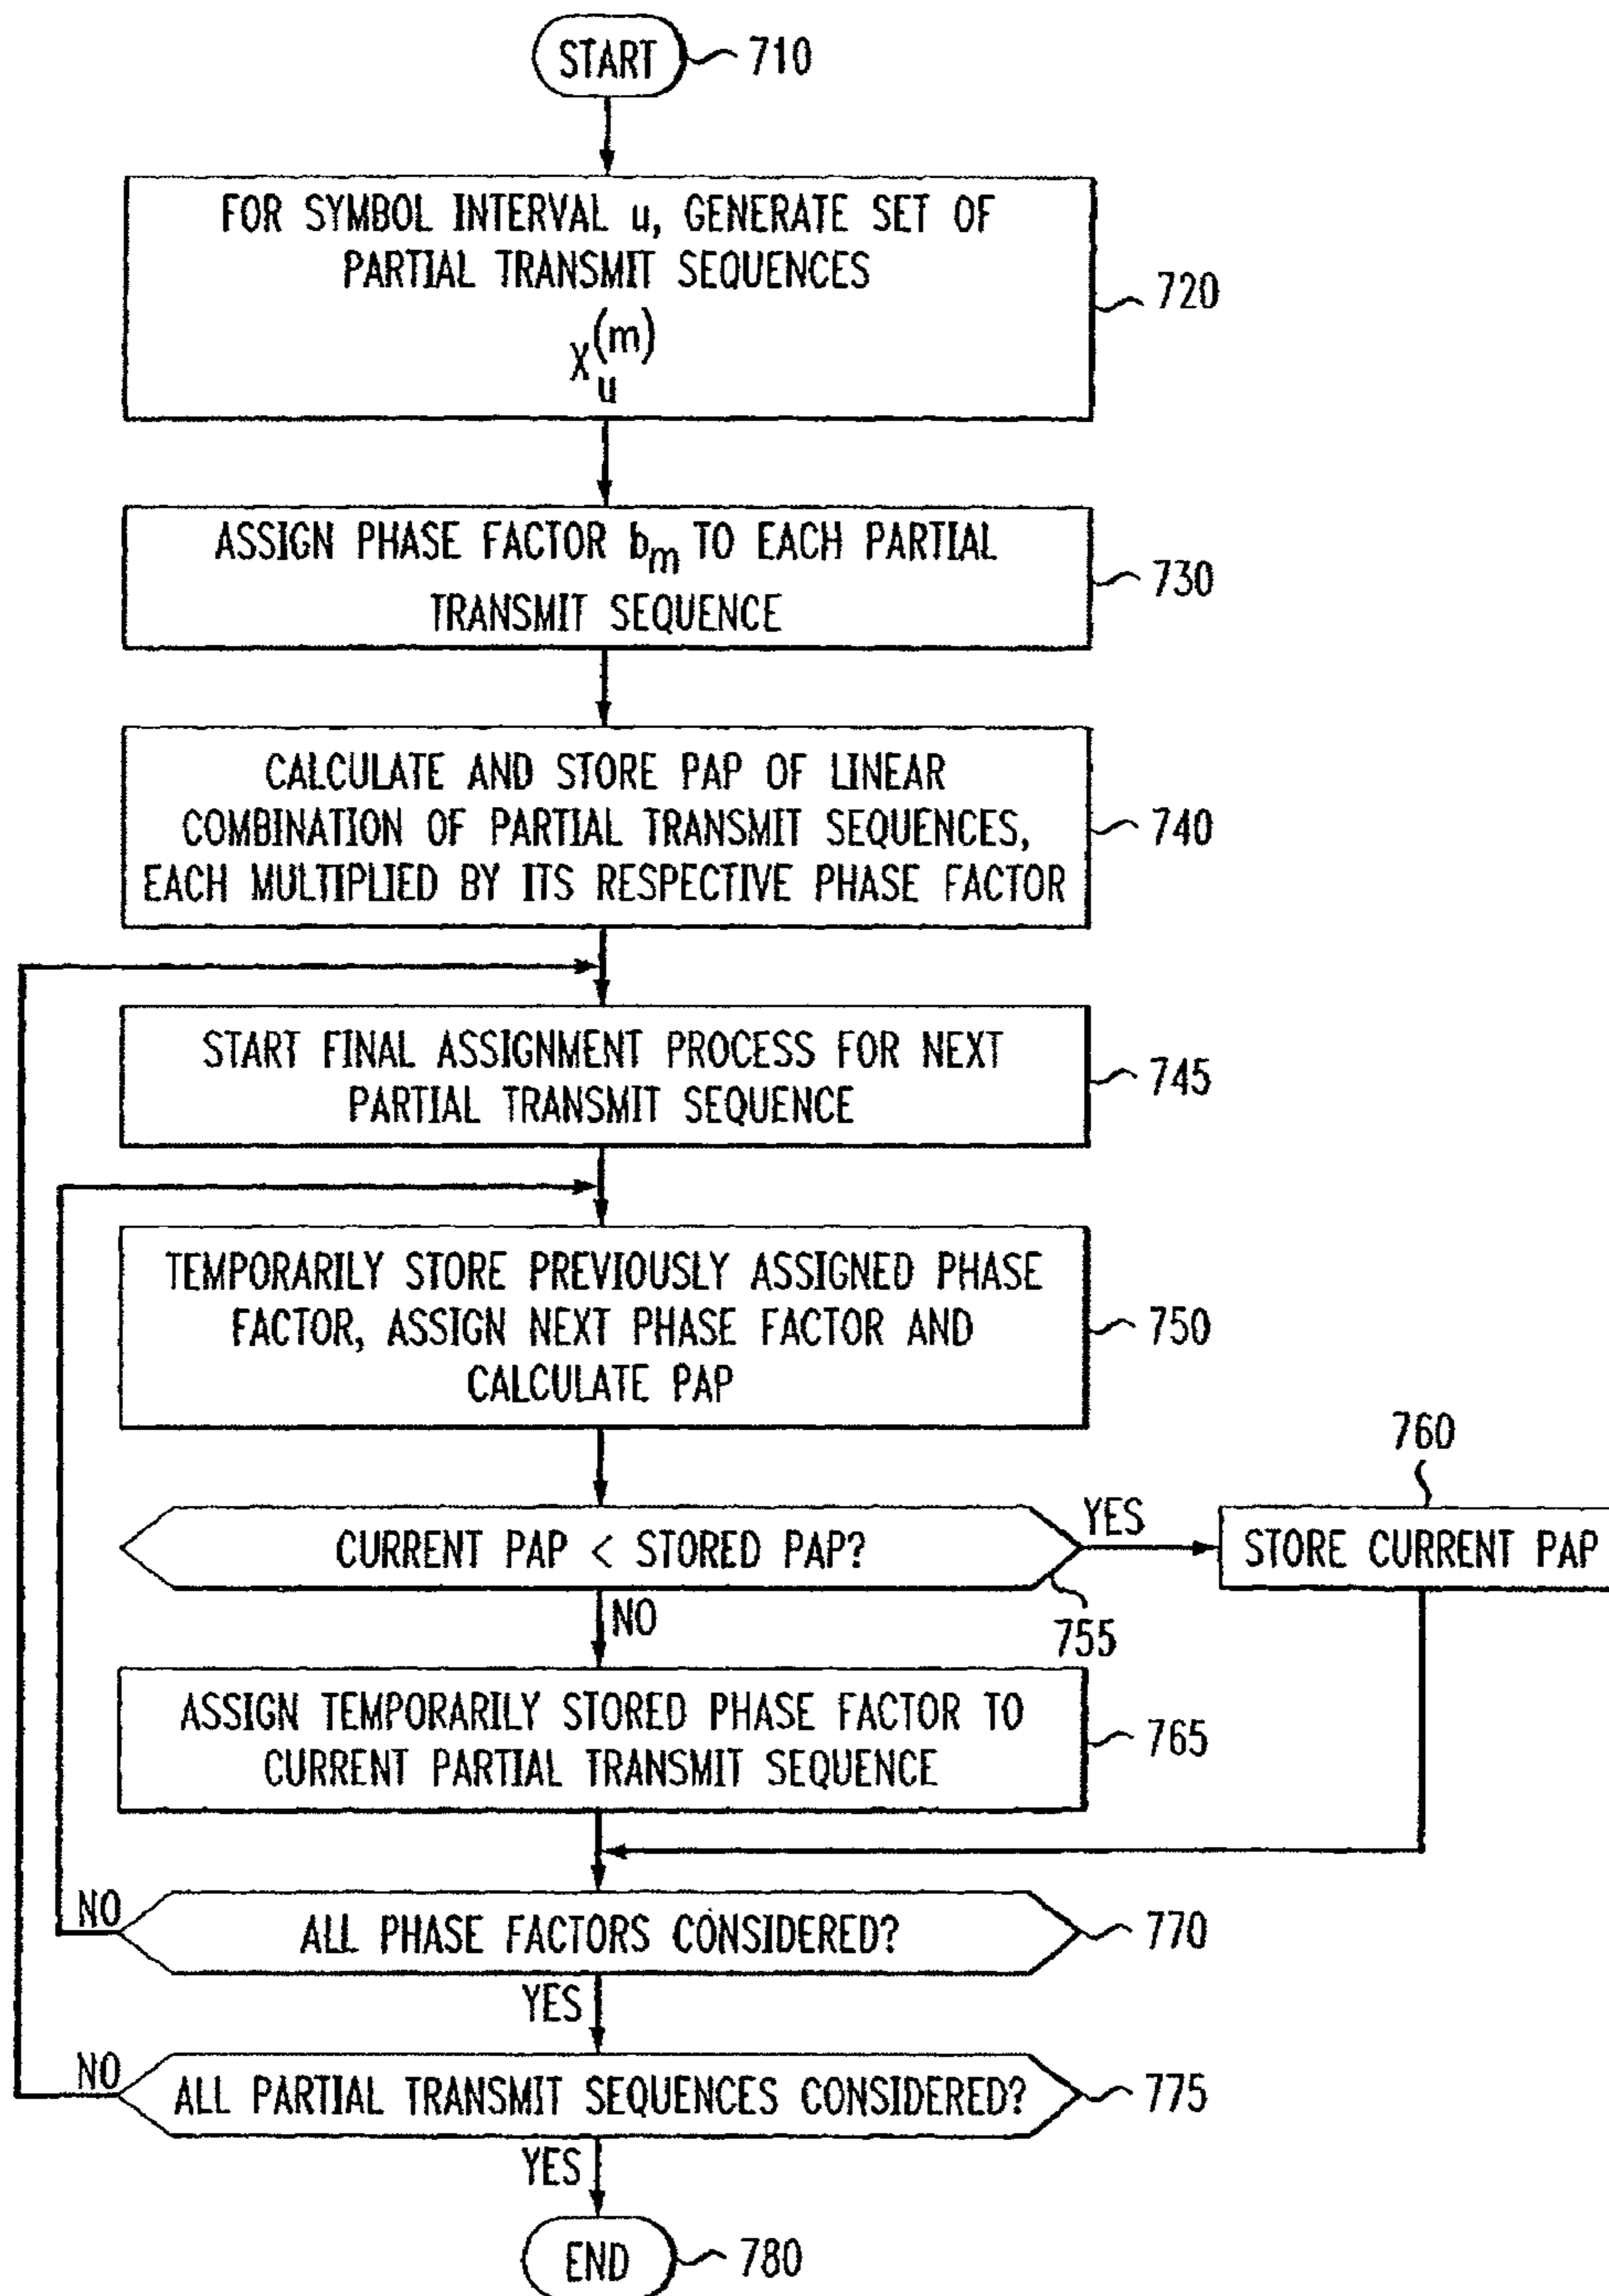 START
710
FOR SYMBOL INTERVAL u, GENERATE SET OF
PARTIAL TRANSMIT SEQUENCES
X_u^(m)
720
ASSIGN PHASE FACTOR b_m TO EACH PARTIAL
TRANSMIT SEQUENCE
730
CALCULATE AND STORE PAP OF LINEAR
COMBINATION OF PARTIAL TRANSMIT SEQUENCES,
EACH MULTIPLIED BY ITS RESPECTIVE PHASE FACTOR
740
START FINAL ASSIGNMENT PROCESS FOR NEXT
PARTIAL TRANSMIT SEQUENCE
745
TEMPORARILY STORE PREVIOUSLY ASSIGNED PHASE
FACTOR, ASSIGN NEXT PHASE FACTOR AND
CALCULATE PAP
750
CURRENT PAP < STORED PAP?
755
YES
760
STORE CURRENT PAP
NO
ASSIGN TEMPORARILY STORED PHASE FACTOR TO
CURRENT PARTIAL TRANSMIT SEQUENCE
765
NO
ALL PHASE FACTORS CONSIDERED?
770
YES
NO
ALL PARTIAL TRANSMIT SEQUENCES CONSIDERED?
775
YES
END
780